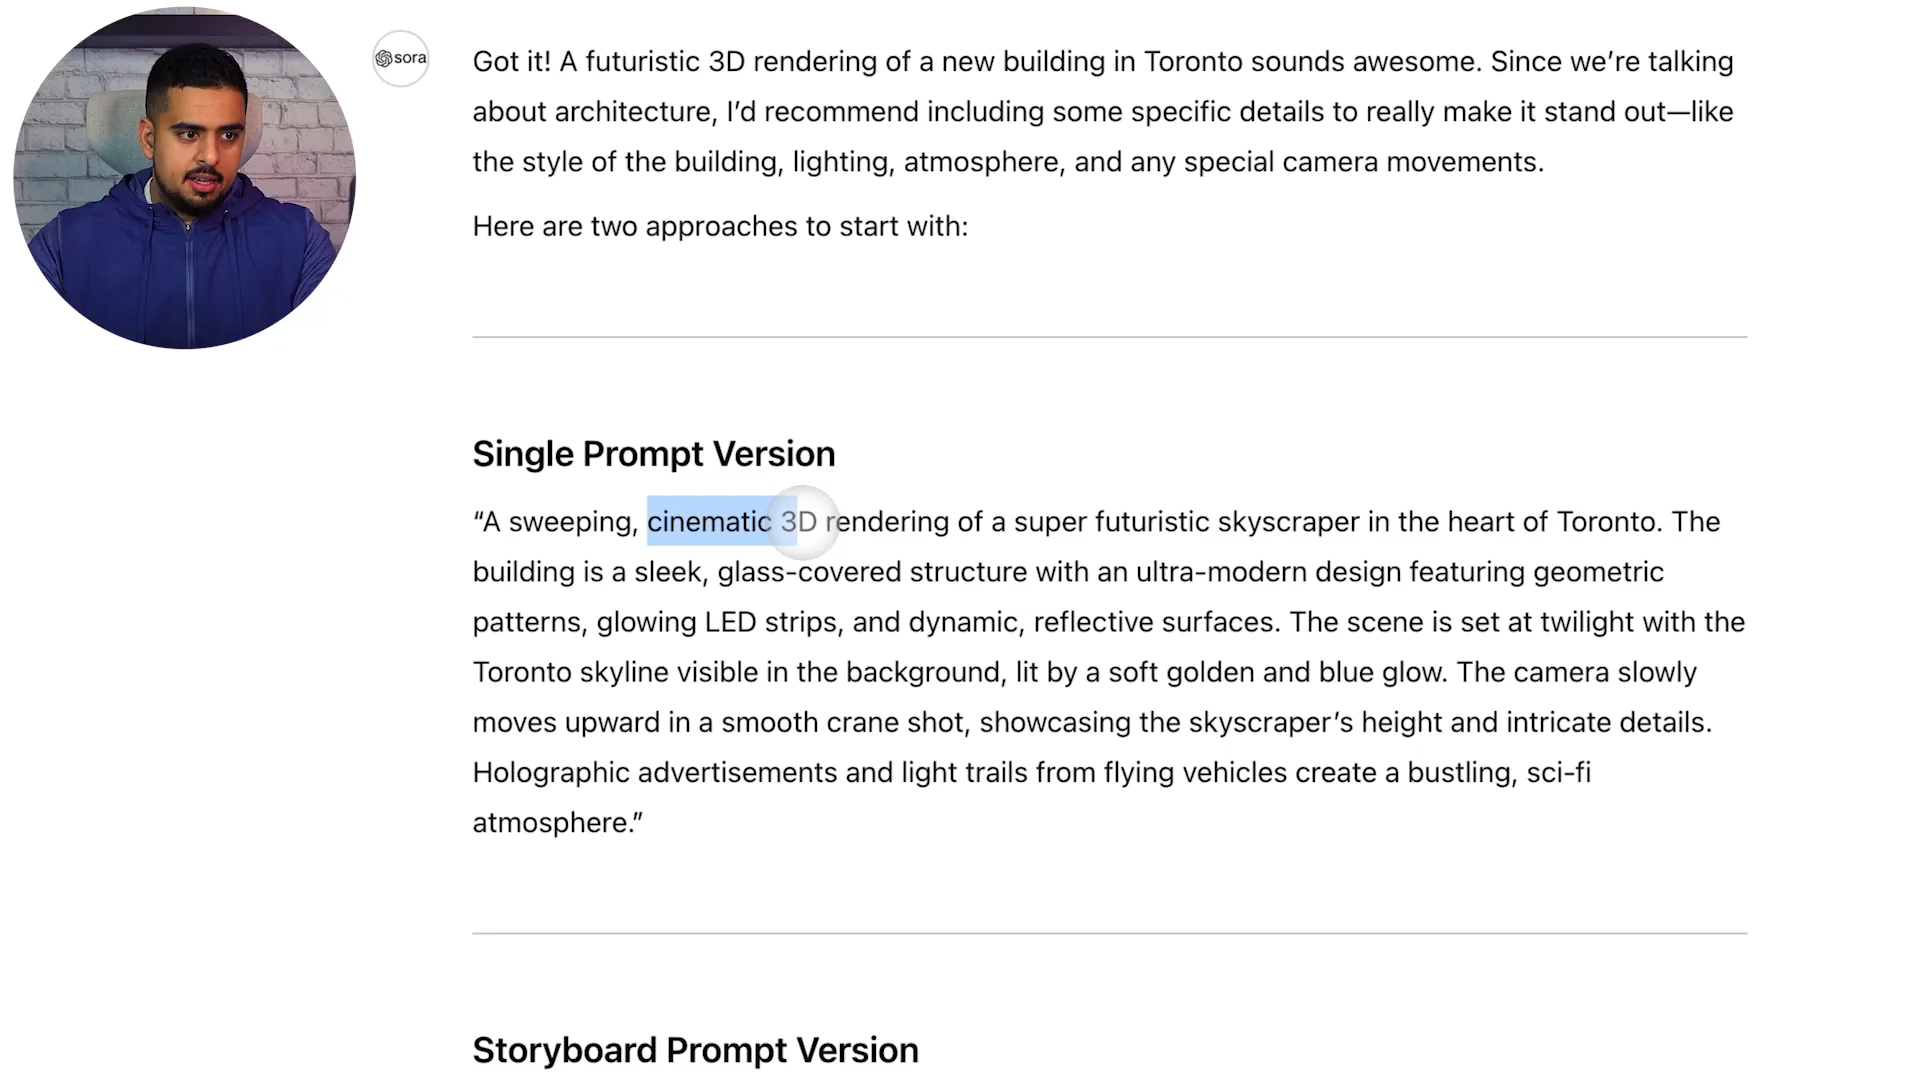 sora
Got it! A futuristic 3D rendering of a new building in Toronto sounds awesome. Since we’re talking
about architecture, I’d recommend including some specific details to really make it stand out—like
the style of the building, lighting, atmosphere, and any special camera movements.
Here are two approaches to start with:
Single Prompt Version
“A sweeping, cinematic 3D rendering of a super futuristic skyscraper in the heart of Toronto. The
building is a sleek, glass-covered structure with an ultra-modern design featuring geometric
patterns, glowing LED strips, and dynamic, reflective surfaces. The scene is set at twilight with the
Toronto skyline visible in the background, lit by a soft golden and blue glow. The camera slowly
moves upward in a smooth crane shot, showcasing the skyscraper’s height and intricate details.
Holographic advertisements and light trails from flying vehicles create a bustling, sci-fi
atmosphere.”
Storyboard Prompt Version